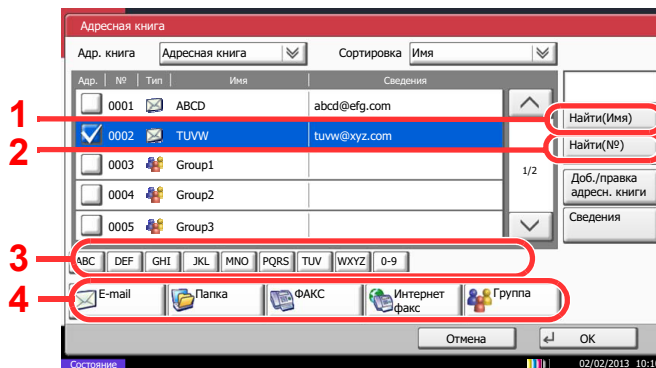 Адресная книга
Адр. книга Адресная книга Сортировка Имя
Адр. № Тип Имя Сведения
0001 ABCD abcd@efg.com
1 Найти(Имя)
0002 TUVW tuvw@xyz.com
2 Найти(№)
0003 Group1 1/2
Доб./правка
адресн. книги
0004 Group2
Сведения
0005 Group3
3 ABC DEF GHI JKL MNO PQRS TUV WXYZ 0-9
4 E-mail Папка ФАКС Интернет
факс Группа
Отмена OK
Состояние 02/02/2013 10:10